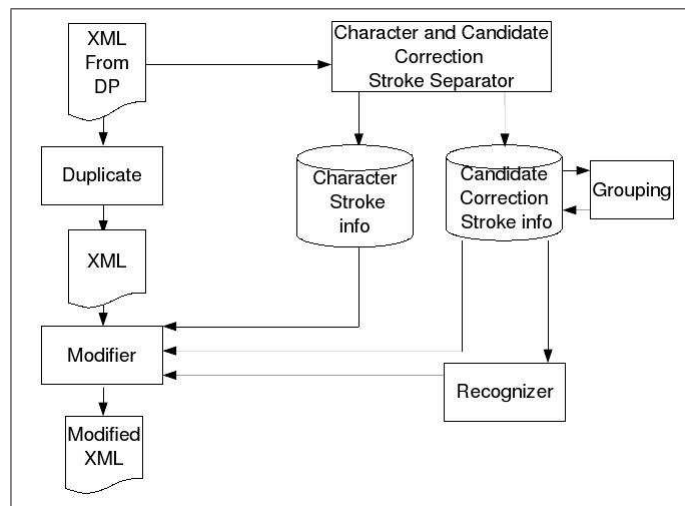 XML
From
DP
Character and Candidate
Correction
Stroke Separator
Duplicate
Character
Stroke
info
Candidate
Correction
Stroke info
Grouping
XML
Modifier
Recognizer
Modified
XML